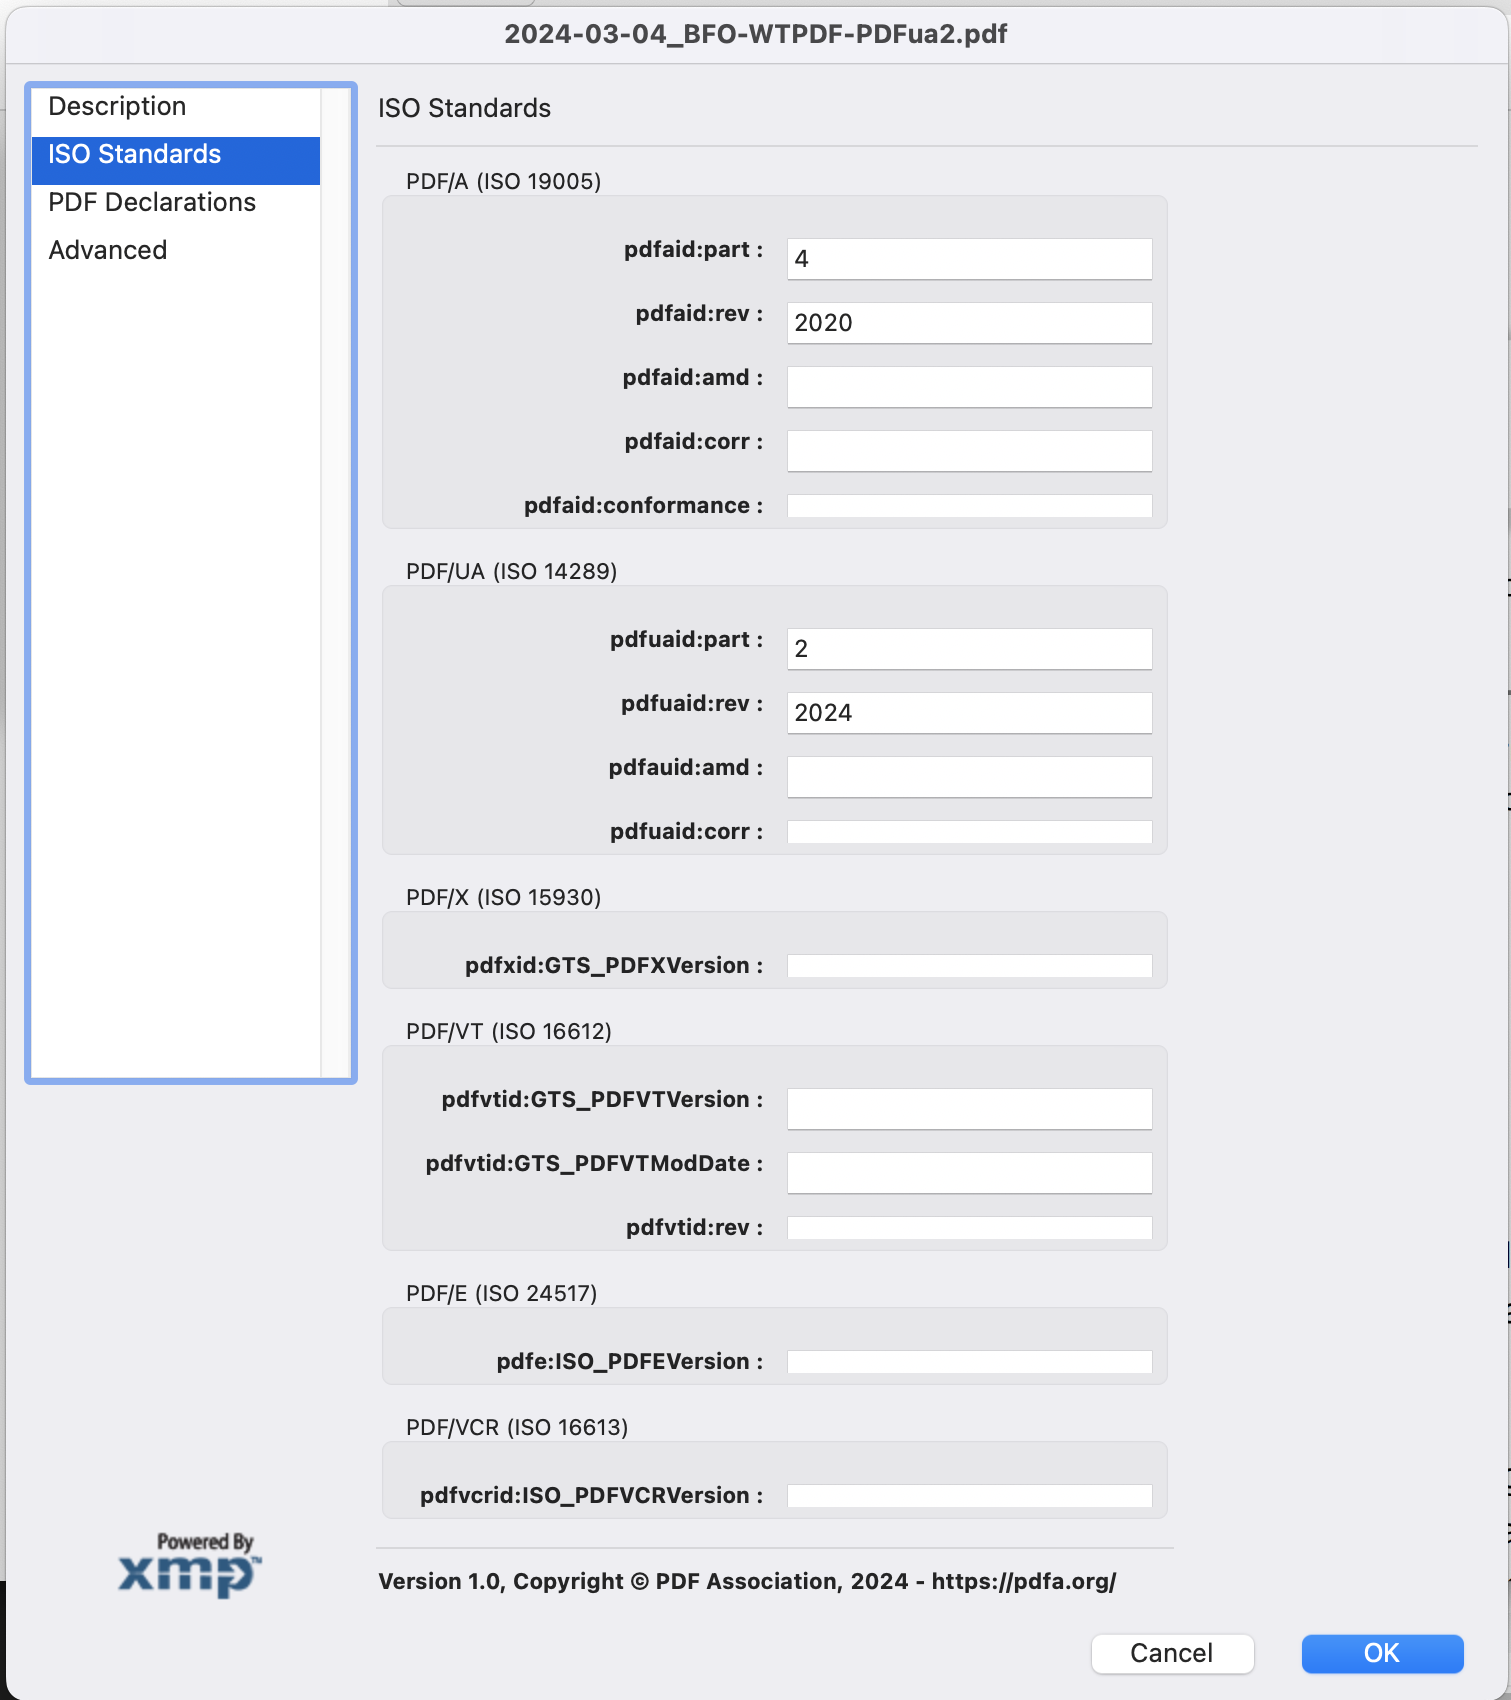 2024-03-04_BFO-WTPDF-PDFua2.pdf
Description
ISO Standards
PDF Declarations
Advanced
ISO Standards
PDF/A (ISO 19005)
pdfaid:part : 4
pdfaid:rev : 2020
pdfaid:amd :
pdfaid:corr :
pdfaid:conformance :
PDF/UA (ISO 14289)
pdfuaid:part : 2
pdfuaid:rev : 2024
pdfauid:amd :
pdfuaid:corr :
PDF/X (ISO 15930)
pdfxid:GTS_PDFXVersion :
PDF/VT (ISO 16612)
pdfvtid:GTS_PDFVTVersion :
pdfvtid:GTS_PDFVTModDate :
pdfvtid:rev :
PDF/E (ISO 24517)
pdfe:ISO_PDFEVersion :
PDF/VCR (ISO 16613)
pdfvcrid:ISO_PDFVCRVersion :
Powered By
xmp™
Version 1.0, Copyright © PDF Association, 2024 - https://pdfa.org/
Cancel
OK